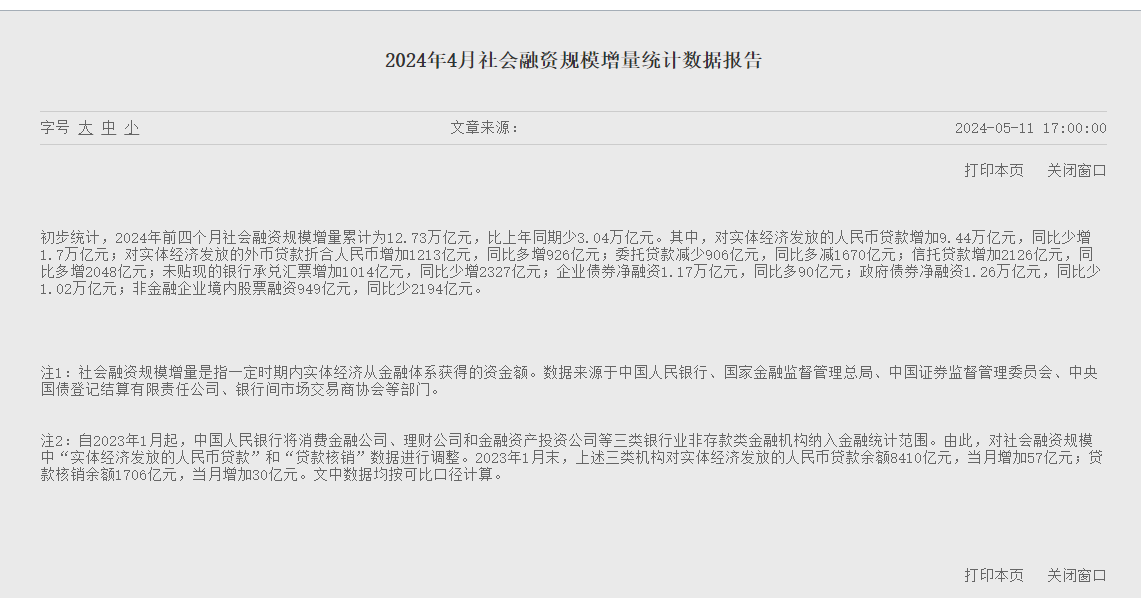 2024年4月社会融资规模增量统计数据报告
字号 大 中 小 文章来源： 2024-05-11 17:00:00
打印本页 关闭窗口
初步统计，2024年前四个月社会融资规模增量累计为12.73万亿元，比上年同期少3.04万亿元。其中，对实体经济发放的人民币贷款增加9.44万亿元，同比少增
1.7万亿元；对实体经济发放的外币贷款折合人民币增加1213亿元，同比多增926亿元；委托贷款减少906亿元，同比多减1670亿元；信托贷款增加2126亿元，同
比多增2048亿元；未贴现的银行承兑汇票增加1014亿元，同比少增2327亿元；企业债券净融资1.17万亿元，同比多90亿元；政府债券净融资1.26万亿元，同比少
1.02万亿元；非金融企业境内股票融资949亿元，同比少2194亿元。
注1：社会融资规模增量是指一定时期内实体经济从金融体系获得的资金额。数据来源于中国人民银行、国家金融监督管理总局、中国证券监督管理委员会、中央
国债登记结算有限责任公司、银行间市场交易商协会等部门。
注2：自2023年1月起，中国人民银行将消费金融公司、理财公司和金融资产投资公司等三类银行业非存款类金融机构纳入金融统计范围。由此，对社会融资规模
中“实体经济发放的人民币贷款”和“贷款核销”数据进行调整。2023年1月末，上述三类机构对实体经济发放的人民币贷款余额8410亿元，当月增加57亿元；贷
款核销余额1706亿元，当月增加30亿元。文中数据均按可比口径计算。
打印本页 关闭窗口